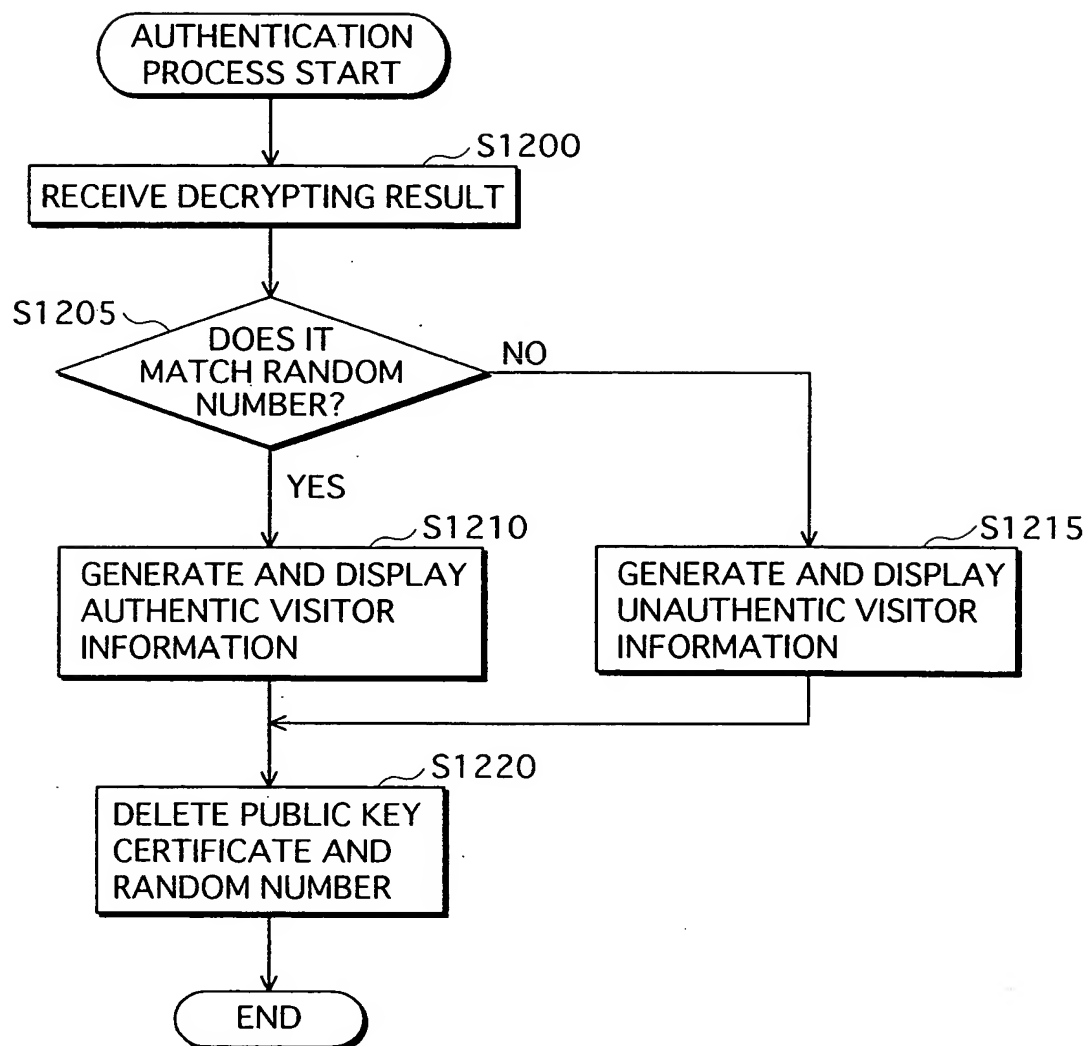 AUTHENTICATION
PROCESS START
S1200
RECEIVE DECRYPTING RESULT
S1205
DOES IT
MATCH RANDOM
NUMBER?
NO
YES
S1210
GENERATE AND DISPLAY
AUTHENTIC VISITOR
INFORMATION
S1215
GENERATE AND DISPLAY
UNAUTHENTIC VISITOR
INFORMATION
S1220
DELETE PUBLIC KEY
CERTIFICATE AND
RANDOM NUMBER
END